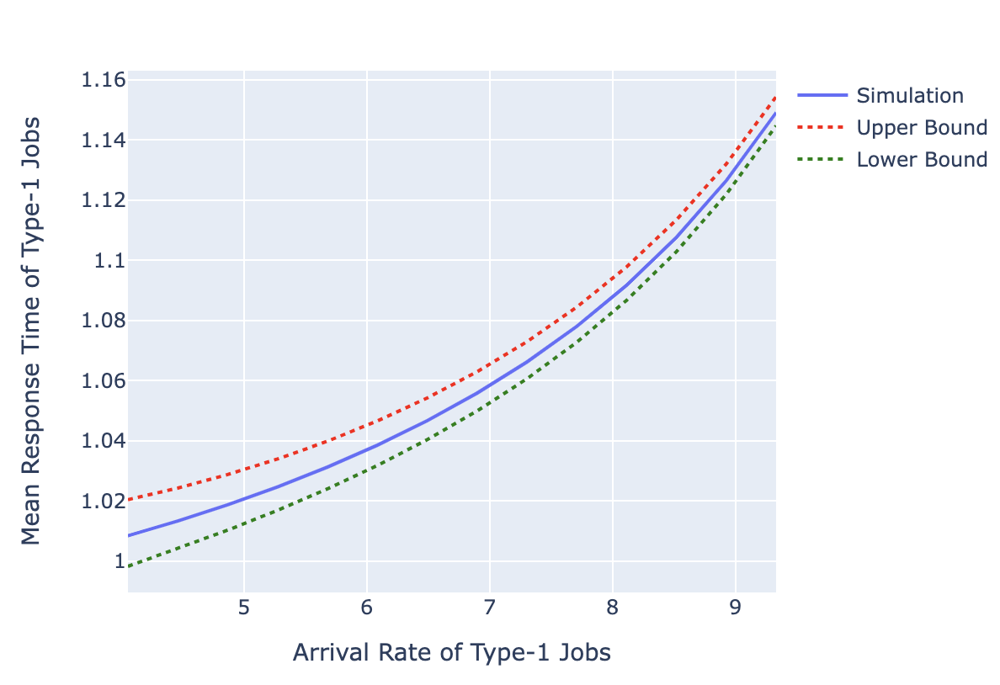 Mean Response Time of Type-1 Jobs
1.16
1.14
1.12
1.1
1.08
1.06
1.04
1.02
1
5 6 7 8 9
Arrival Rate of Type-1 Jobs
Simulation
Upper Bound
Lower Bound